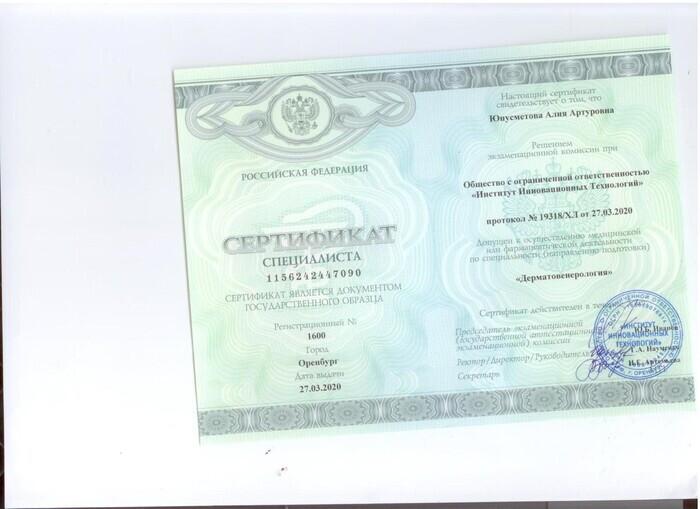 РОССИЙСКАЯ ФЕДЕРАЦИЯ
СЕРТИФИКАТ
СПЕЦИАЛИСТА
1156242447090
СЕРТИФИКАТ ЯВЛЯЕТСЯ ДОКУМЕНТОМ
ГОСУДАРСТВЕННОГО ОБРАЗЦА
Регистрационный №
1600
Город
Оренбург
Дата выдачи
27.03.2020
Настоящий сертификат
свидетельствует о том, что
Юнусметова Алия Артуровна
Решением
экзаменационной комиссии при
Общество с ограниченной ответственностью
«Институт Инновационных Технологий»
протокол № 19318/ХЛ от 27.03.2020
Допущен к осуществлению медицинской
или фармацевтической деятельности
по специальности (направлению подготовки)
«Дерматовенерология»
Сертификат действителен в
Председатель экзаменационной
(государственной аттестационной
экзаменационной) комиссии
Ю.В. Иванов
Ректор/Директор/Руководитель
Т.А. Науменко
Секретарь
«ИНСТИТУТ
ИННОВАЦИОННЫХ
ТЕХНОЛОГИЙ»